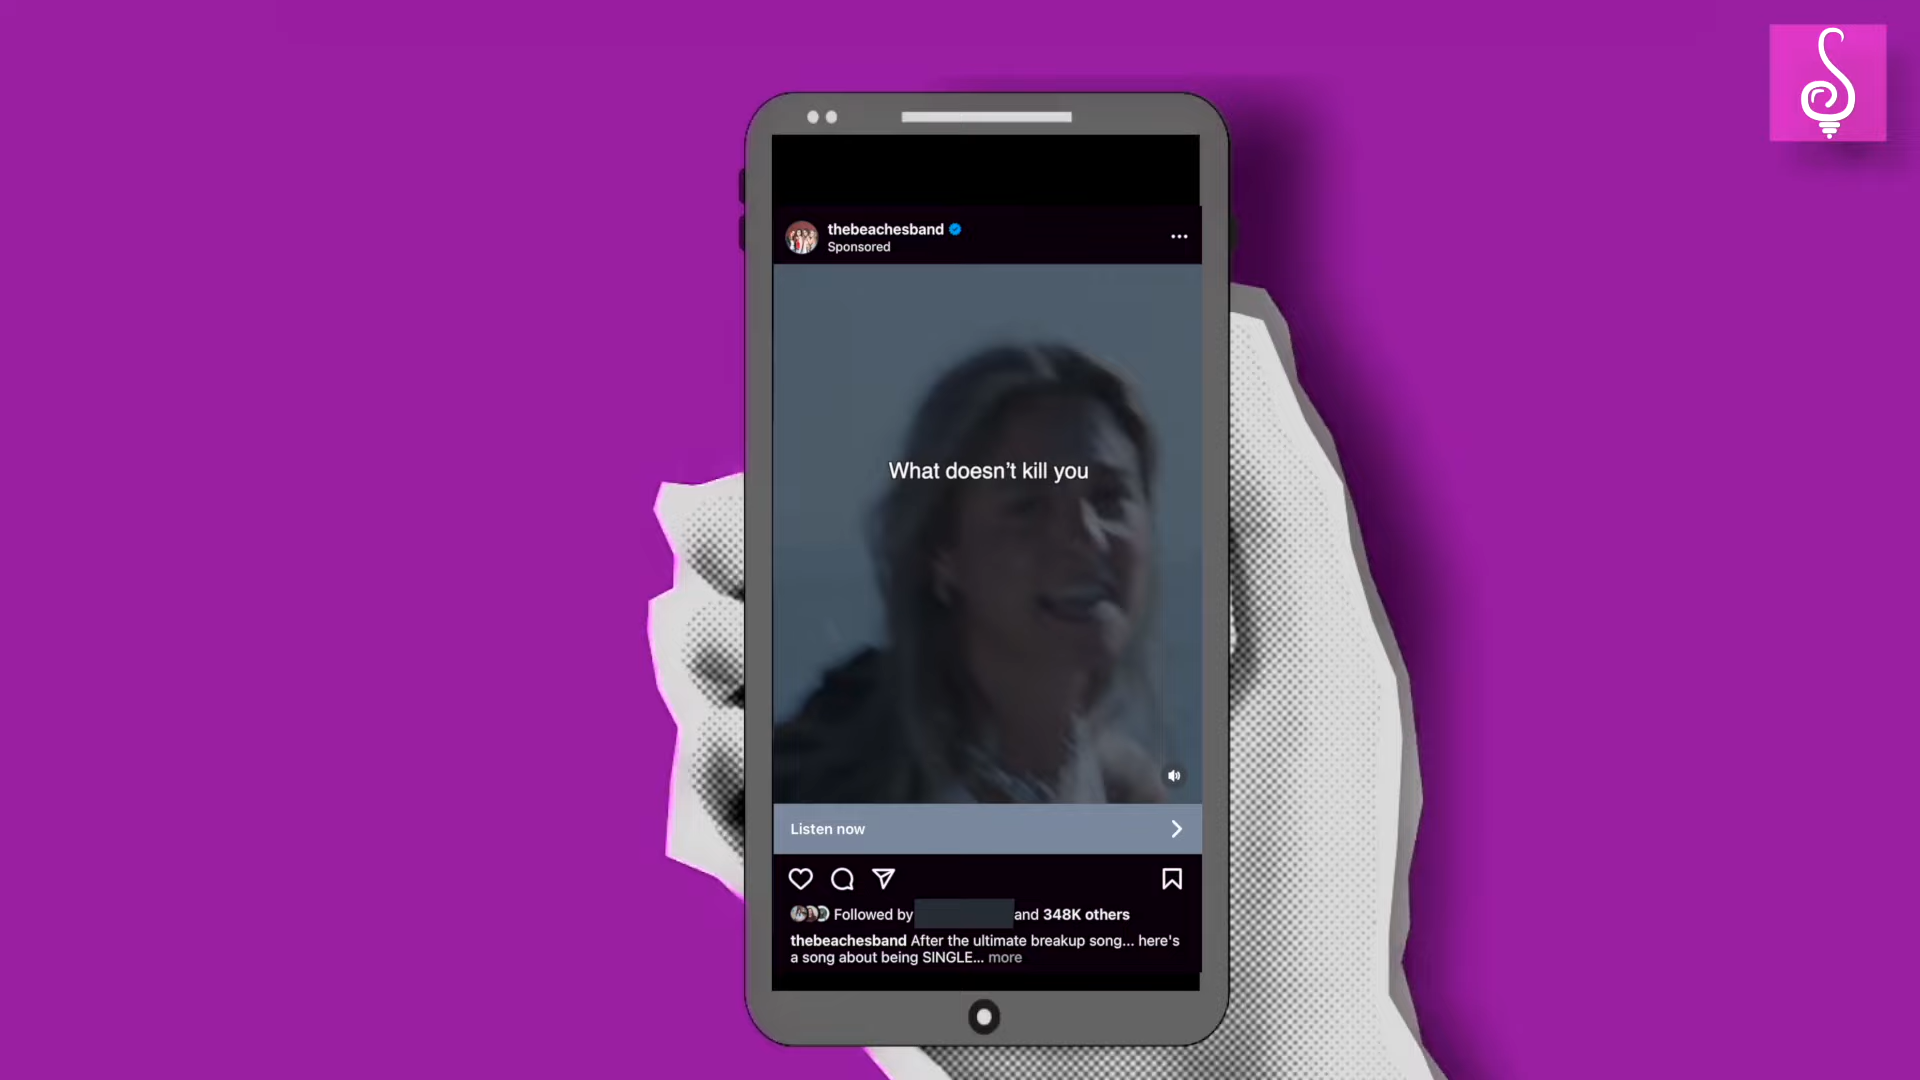 thebeachesband
Sponsored
What doesn't kill you
Listen now
Followed by and 348K others
thebeachesband After the ultimate breakup song... here's
a song about being SINGLE... more